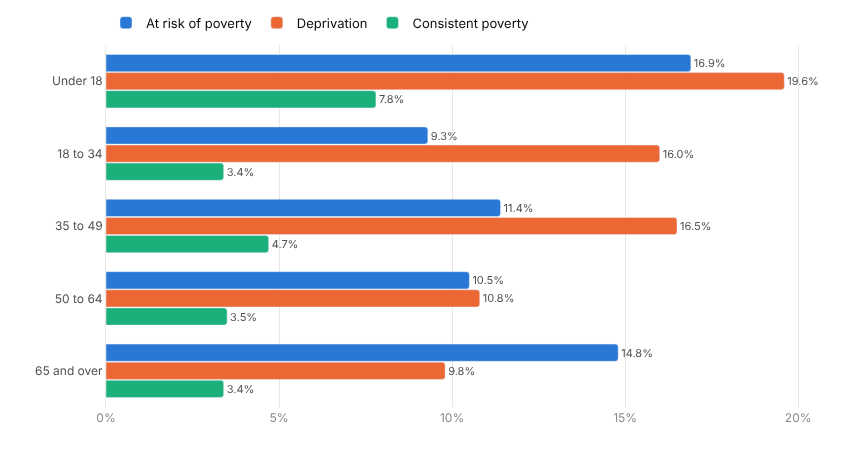 At risk of poverty Deprivation Consistent poverty
Under 18
16.9%
19.6%
7.8%
18 to 34
9.3%
16.0%
3.4%
35 to 49
11.4%
16.5%
4.7%
50 to 64
10.5%
10.8%
3.5%
65 and over
14.8%
9.8%
3.4%
0% 5% 10% 15% 20%